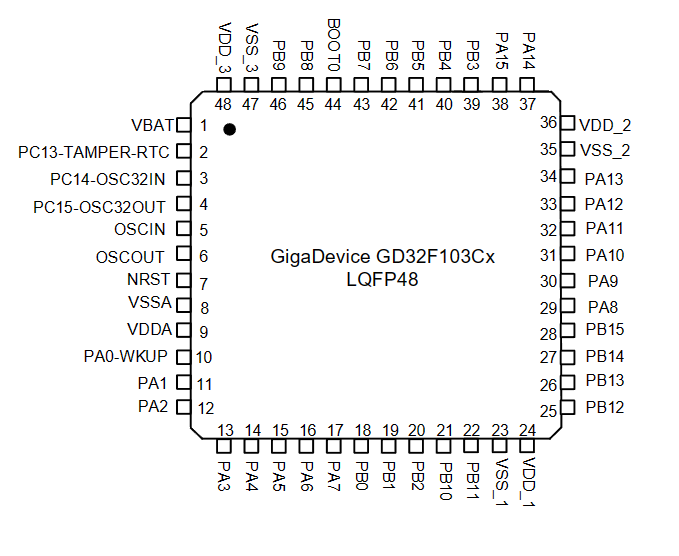 VDD_3 VSS_3 PB9 PB8 BOOT0 PB7 PB6 PB5 PB4 PB3 PA15 PA14
48 47 46 45 44 43 42 41 40 39 38 37
VBAT 1 36 VDD_2
PC13-TAMPER-RTC 2 35 VSS_2
PC14-OSC32IN 3 34 PA13
PC15-OSC32OUT 4 33 PA12
OSCIN 5 32 PA11
OSCOUT 6 31 PA10
GigaDevice GD32F103Cx
LQFP48
NRST 7 30 PA9
VSSA 8 29 PA8
VDDA 9 28 PB15
PA0-WKUP 10 27 PB14
PA1 11 26 PB13
PA2 12 25 PB12
13 14 15 16 17 18 19 20 21 22 23 24
PA3 PA4 PA5 PA6 PA7 PB0 PB1 PB2 PB10 PB11 VSS_1 VDD_1